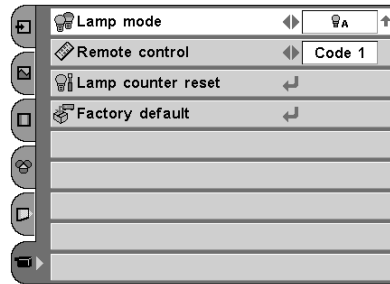 Lamp mode A
Remote control Code 1
Lamp counter reset
Factory default